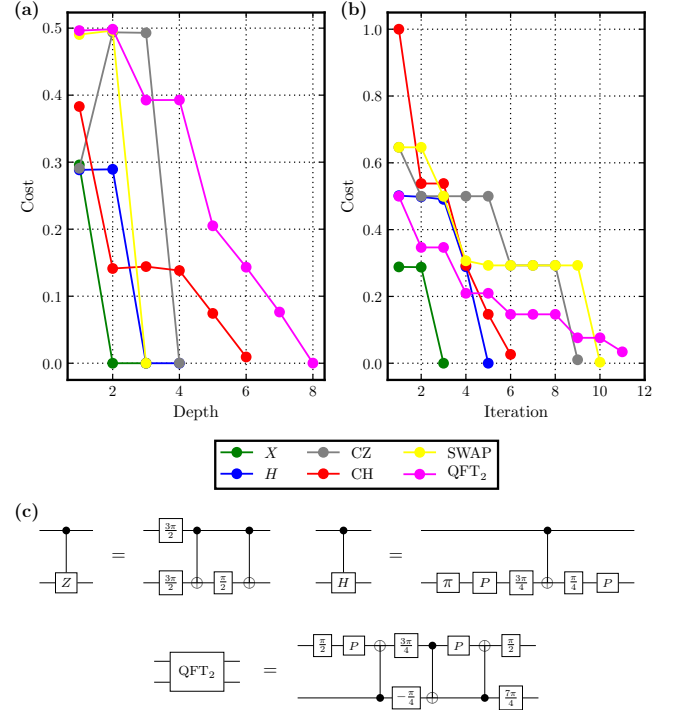 (a)
(b)
0.5
0.4
0.3
0.2
0.1
0.0
Cost
2 4 6 8
Depth
1.0
0.8
0.6
0.4
0.2
0.0
Cost
2 4 6 8 10 12
Iteration
X CZ SWAP
H CH QFT₂
(c)
3π/2
Z = 3π/2 π/2
H = π P 3π/4 π/4 P
π/2 P 3π/4 P π/2
QFT₂ =
−π/4 7π/4